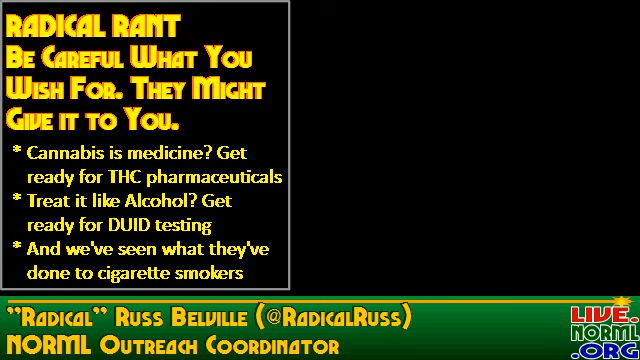 RADICAL RANT
BE CAREFUL WHAT YOU
WISH FOR. THEY MIGHT
GIVE IT TO YOU.
* Cannabis is medicine? Get
ready for THC pharmaceuticals
* Treat it like Alcohol? Get
ready for DUID testing
* And we've seen what they've
done to cigarette smokers
"RADICAL" RUSS BELVILLE (@RADICALRUSS)
NORML OUTREACH COORDINATOR
LIVE.
NORML
.ORG